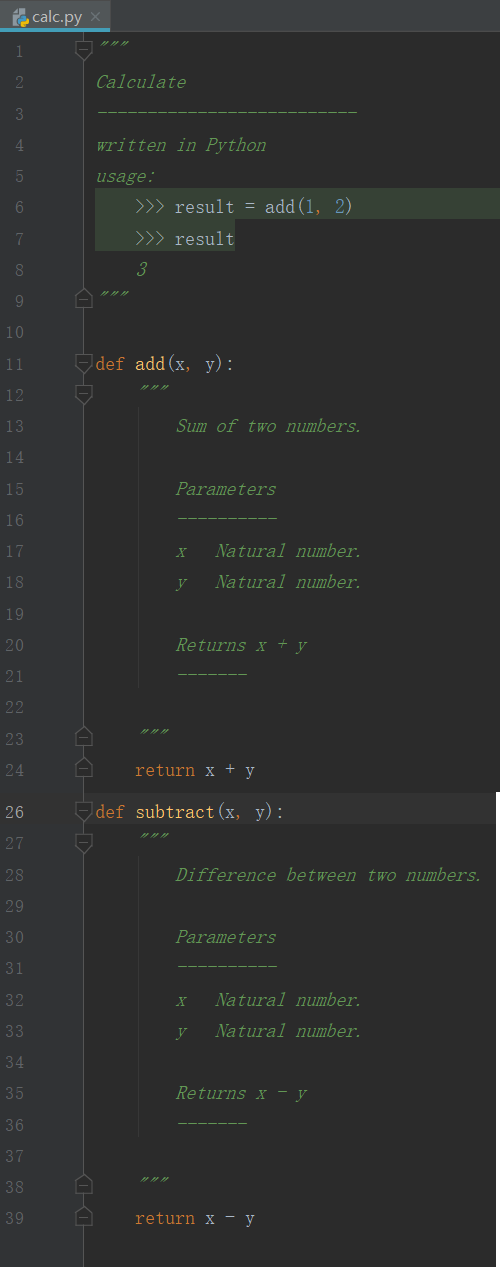 calc.py
1 """
2 Calculate
3 --------------------------
4 written in Python
5 usage:
6 >>> result = add(1, 2)
7 >>> result
8 3
9 """
10
11 def add(x, y):
12 """
13 Sum of two numbers.
14
15 Parameters
16 ----------
17 x   Natural number.
18 y   Natural number.
19
20 Returns x + y
21 -------
22
23 """
24 return x + y
26 def subtract(x, y):
27 """
28 Difference between two numbers.
29
30 Parameters
31 ----------
32 x   Natural number.
33 y   Natural number.
34
35 Returns x - y
36 -------
37
38 """
39 return x - y